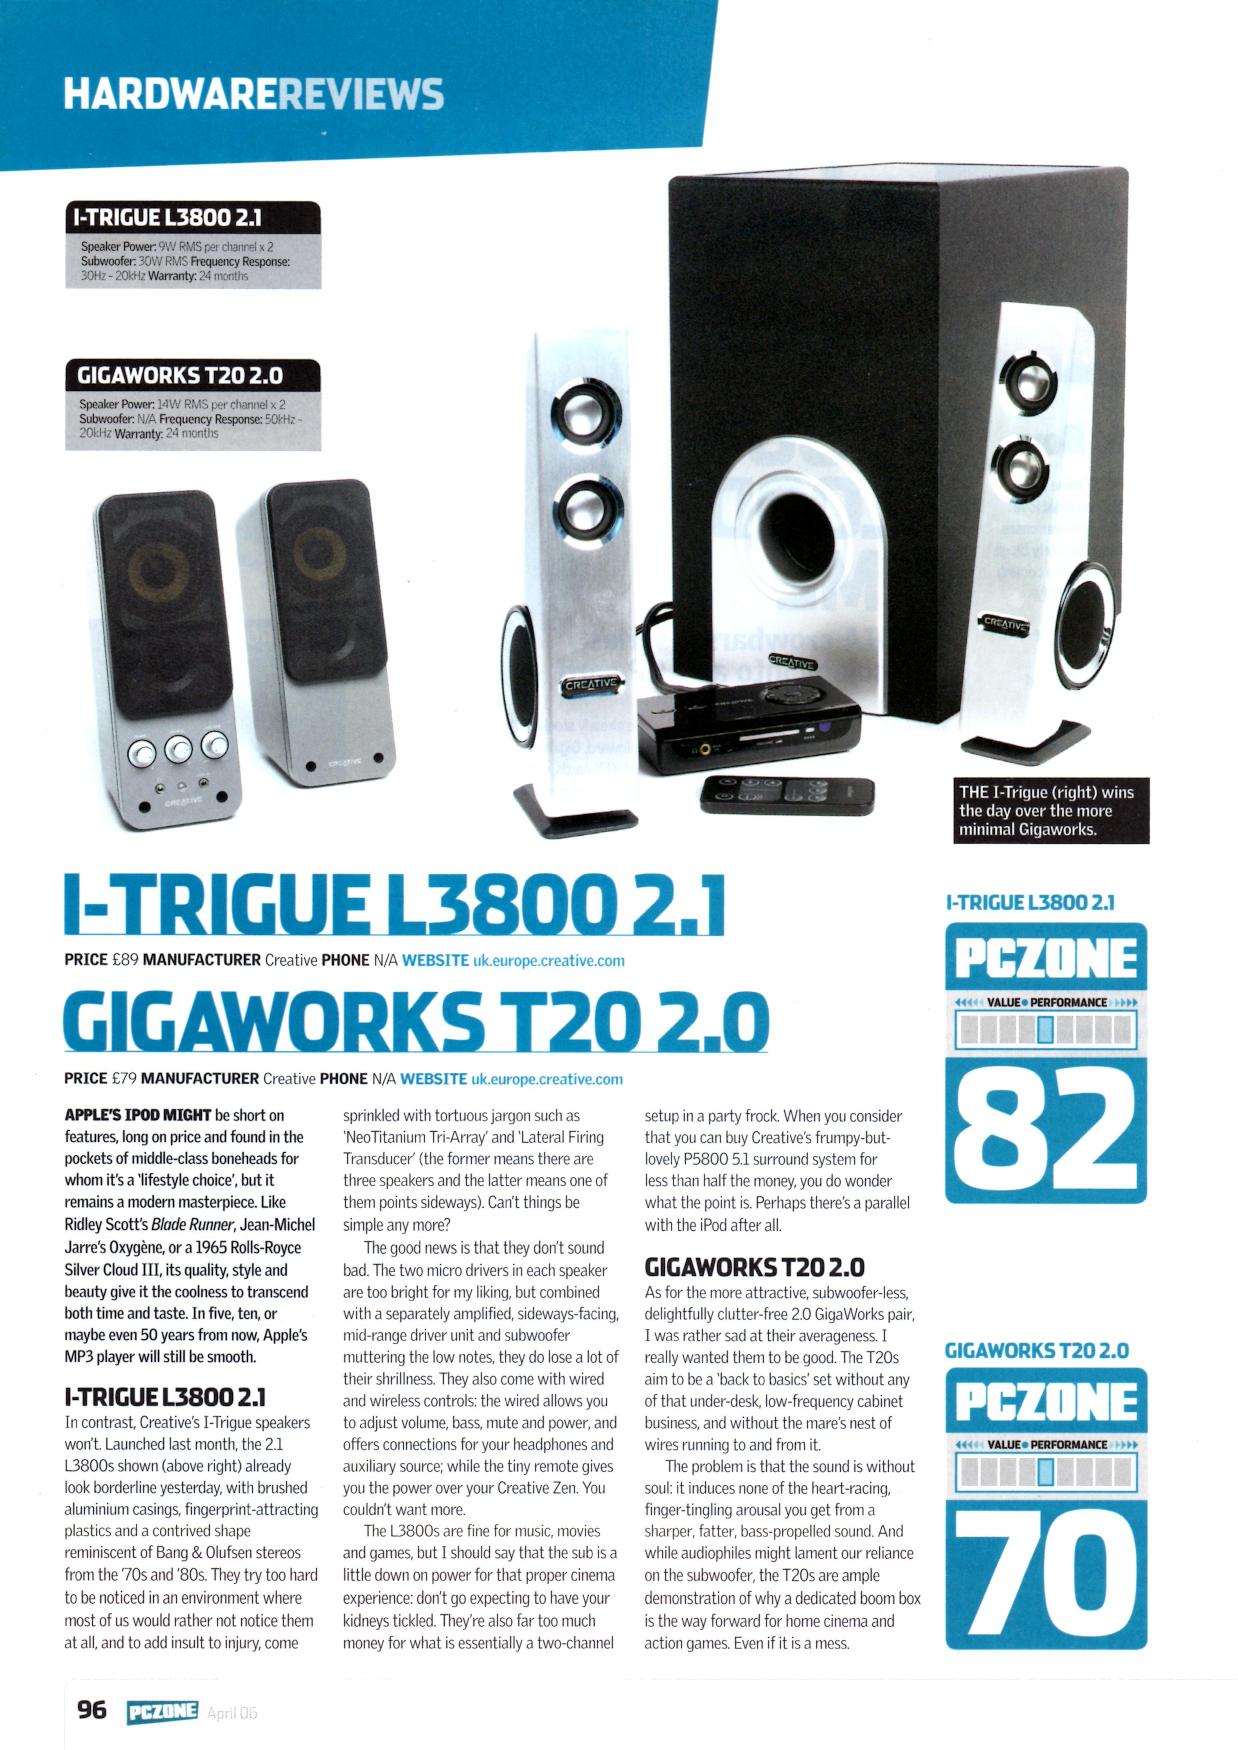 HARDWAREREVIEWS
I-TRIGUE L3800 2.1
Speaker Power: 9W RMS per channel x 2
Subwoofer: 30W RMS Frequency Response:
30Hz – 20kHz Warranty: 24 months
GIGAWORKS T20 2.0
Speaker Power: 14W RMS per channel x 2
Subwoofer: N/A Frequency Response: 50kHz –
20kHz Warranty: 24 months
CREATIVE
CREATIVE
CREATIVE
CREATIVE
CREATIVE
THE I-Trigue (right) wins
the day over the more
minimal Gigaworks.
I-TRIGUE L3800 2.1
PRICE £89 MANUFACTURER Creative PHONE N/A WEBSITE uk.europe.creative.com
GIGAWORKS T20 2.0
PRICE £79 MANUFACTURER Creative PHONE N/A WEBSITE uk.europe.creative.com
APPLE'S IPOD MIGHT be short on
features, long on price and found in the
pockets of middle-class boneheads for
whom it's a 'lifestyle choice', but it
remains a modern masterpiece. Like
Ridley Scott's Blade Runner, Jean-Michel
Jarre's Oxygène, or a 1965 Rolls-Royce
Silver Cloud III, its quality, style and
beauty give it the coolness to transcend
both time and taste. In five, ten, or
maybe even 50 years from now, Apple's
MP3 player will still be smooth.
I-TRIGUE L3800 2.1
In contrast, Creative's I-Trigue speakers
won't. Launched last month, the 2.1
L3800s shown (above right) already
look borderline yesterday, with brushed
aluminium casings, fingerprint-attracting
plastics and a contrived shape
reminiscent of Bang & Olufsen stereos
from the '70s and '80s. They try too hard
to be noticed in an environment where
most of us would rather not notice them
at all, and to add insult to injury, come
sprinkled with tortuous jargon such as
'NeoTitanium Tri-Array' and 'Lateral Firing
Transducer' (the former means there are
three speakers and the latter means one of
them points sideways). Can't things be
simple any more?
The good news is that they don't sound
bad. The two micro drivers in each speaker
are too bright for my liking, but combined
with a separately amplified, sideways-facing,
mid-range driver unit and subwoofer
muttering the low notes, they do lose a lot of
their shrillness. They also come with wired
and wireless controls: the wired allows you
to adjust volume, bass, mute and power, and
offers connections for your headphones and
auxiliary source; while the tiny remote gives
you the power over your Creative Zen. You
couldn't want more.
The L3800s are fine for music, movies
and games, but I should say that the sub is a
little down on power for that proper cinema
experience: don't go expecting to have your
kidneys tickled. They're also far too much
money for what is essentially a two-channel
setup in a party frock. When you consider
that you can buy Creative's frumpy-but-
lovely P5800 5.1 surround system for
less than half the money, you do wonder
what the point is. Perhaps there's a parallel
with the iPod after all.
GIGAWORKS T20 2.0
As for the more attractive, subwoofer-less,
delightfully clutter-free 2.0 GigaWorks pair,
I was rather sad at their averageness. I
really wanted them to be good. The T20s
aim to be a 'back to basics' set without any
of that under-desk, low-frequency cabinet
business, and without the mare's nest of
wires running to and from it.
The problem is that the sound is without
soul: it induces none of the heart-racing,
finger-tingling arousal you get from a
sharper, fatter, bass-propelled sound. And
while audiophiles might lament our reliance
on the subwoofer, the T20s are ample
demonstration of why a dedicated boom box
is the way forward for home cinema and
action games. Even if it is a mess.
I-TRIGUE L3800 2.1
PCZONE
VALUE PERFORMANCE
82
GIGAWORKS T20 2.0
PCZONE
VALUE PERFORMANCE
70
96 PCZONE April 06